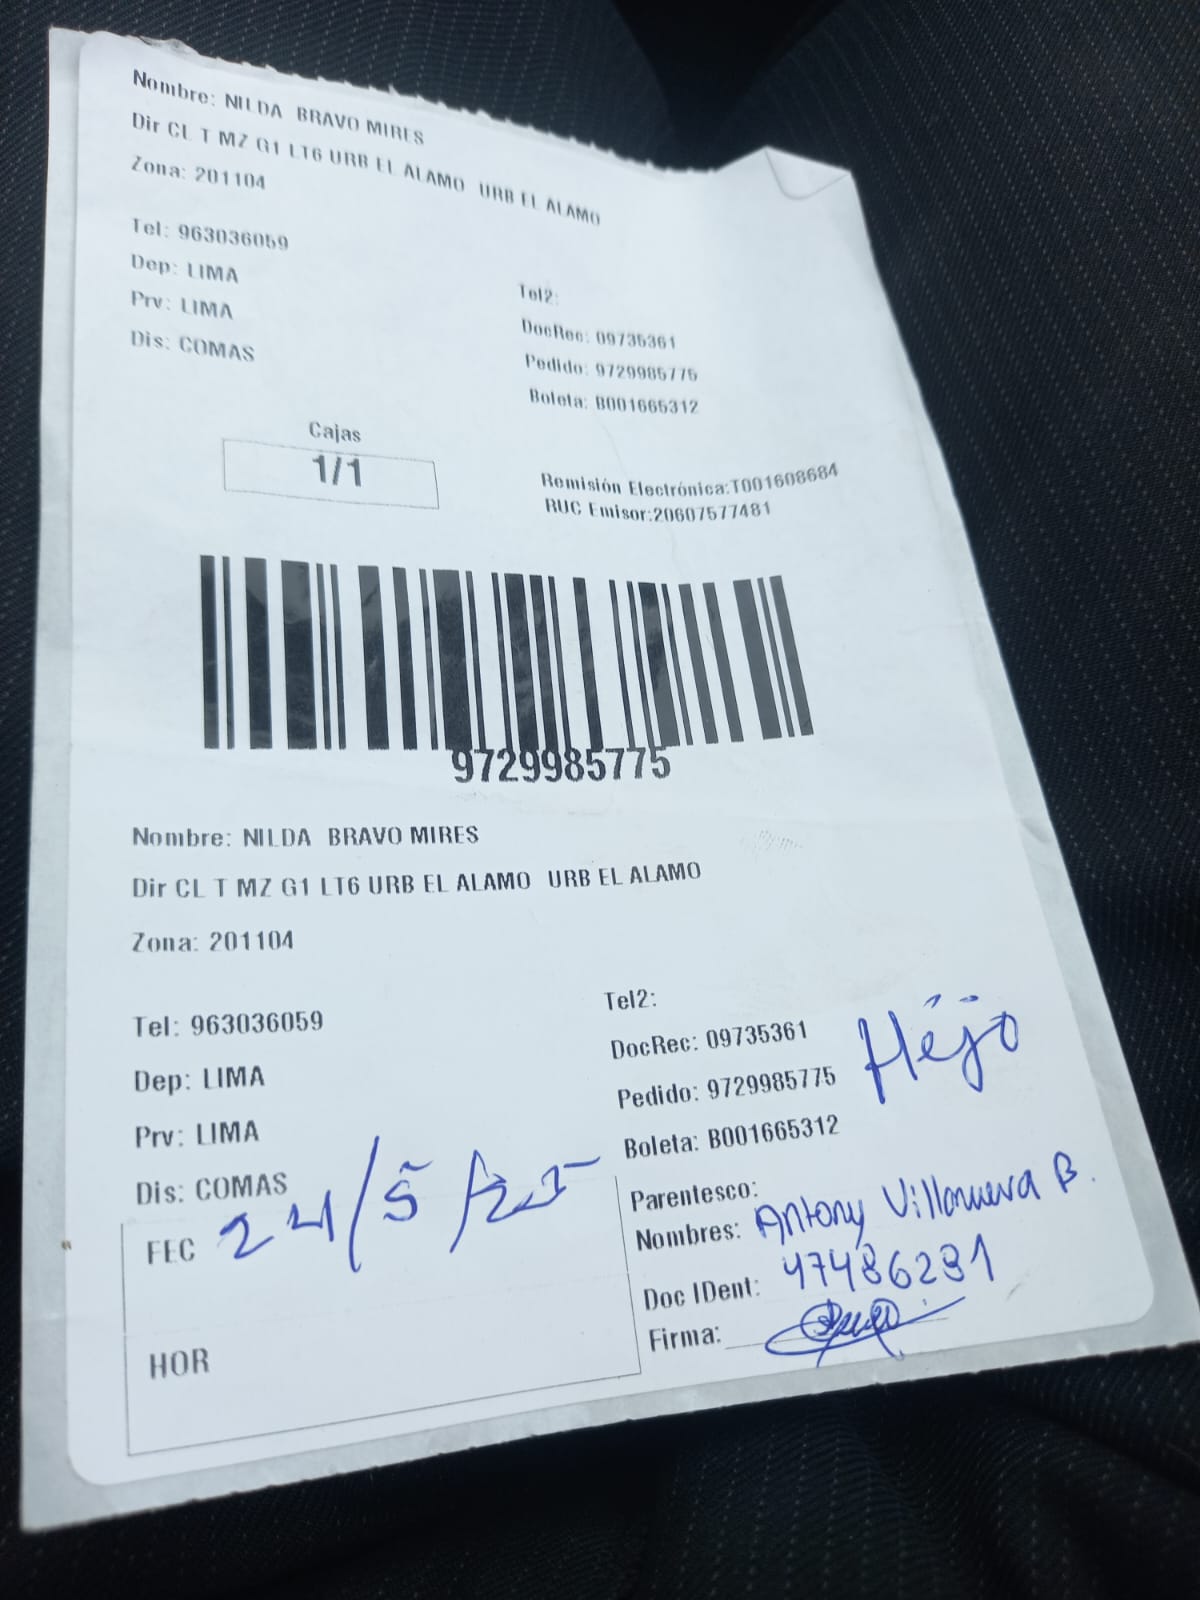 Nombre: NILDA BRAVO MIRES
Dir CL T MZ G1 LT6 URB EL ALAMO URB EL ALAMO
Zona: 201104
Tel: 963036059
Dep: LIMA
Prv: LIMA
Dis: COMAS
Tel2:
DocRec: 09735361
Pedido: 9729985775
Boleta: B001665312
Cajas
1/1
Remisión Electrónica:T001608684
RUC Emisor:20607577481
9729985775
Nombre: NILDA BRAVO MIRES
Dir CL T MZ G1 LT6 URB EL ALAMO URB EL ALAMO
Zona: 201104
Tel: 963036059
Dep: LIMA
Prv: LIMA
Dis: COMAS
FEC 24/5/25
HOR
Tel2:
DocRec: 09735361
Pedido: 9729985775
Boleta: B001665312
Parentesco:
Nombres: Antony Villanueva B.
Doc IDent: 47486281
Firma: